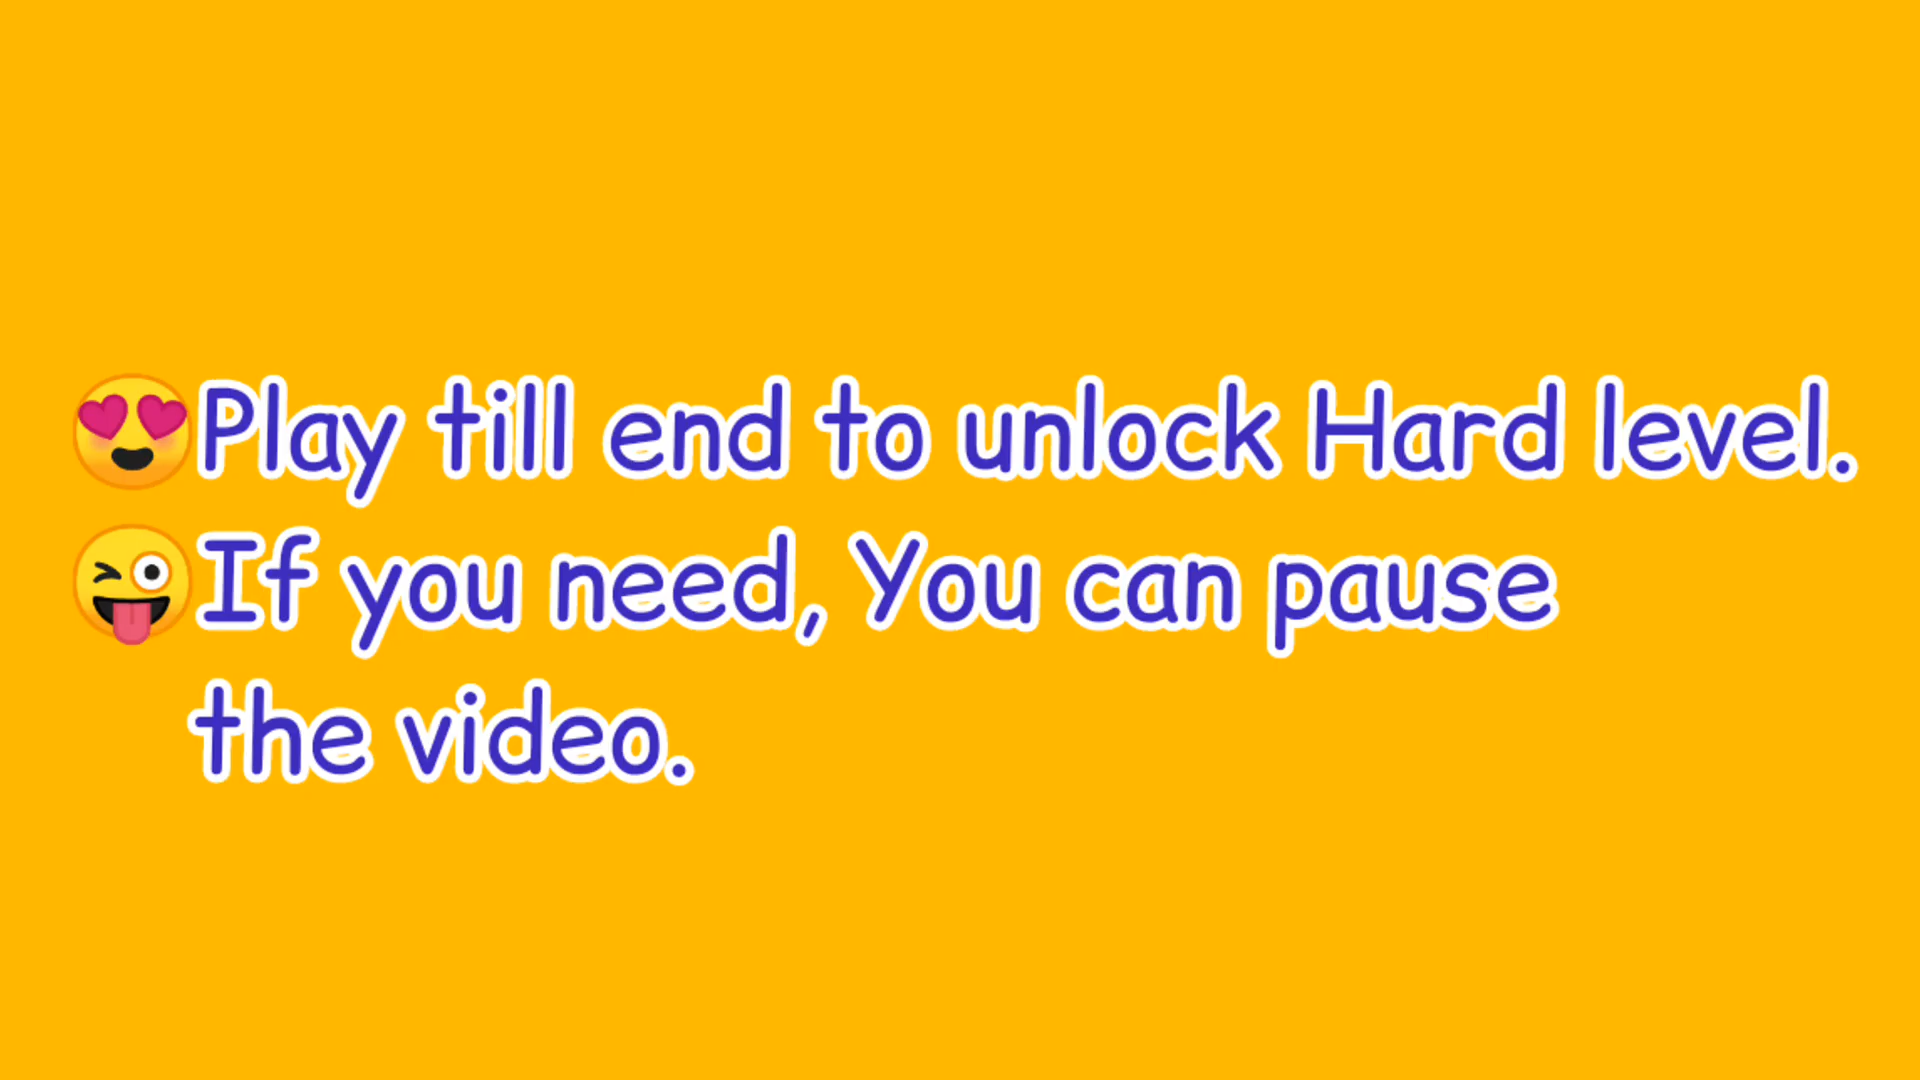 😍Play till end to unlock Hard level.
😜If you need, You can pause
the video.